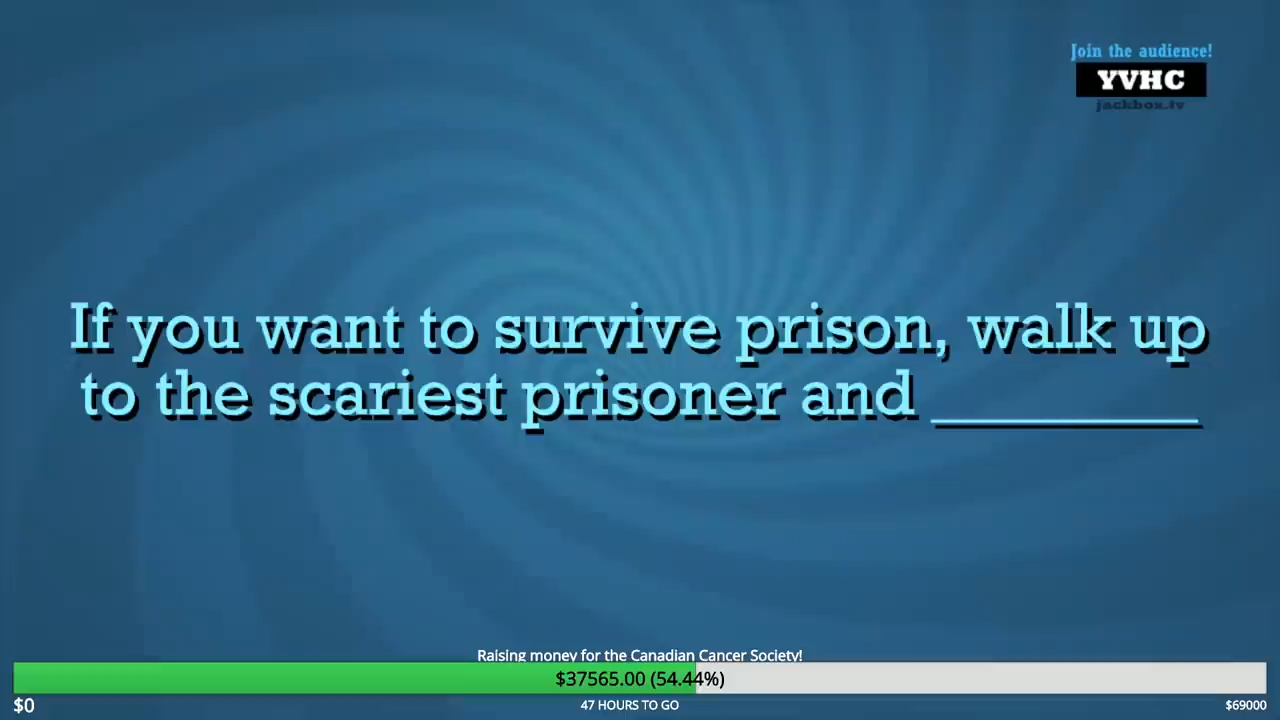 Join the audience!
YVHC
jackbox.tv
If you want to survive prison, walk up
to the scariest prisoner and __________
Raising money for the Canadian Cancer Society!
$37565.00 (54.44%)
$0 47 HOURS TO GO $69000